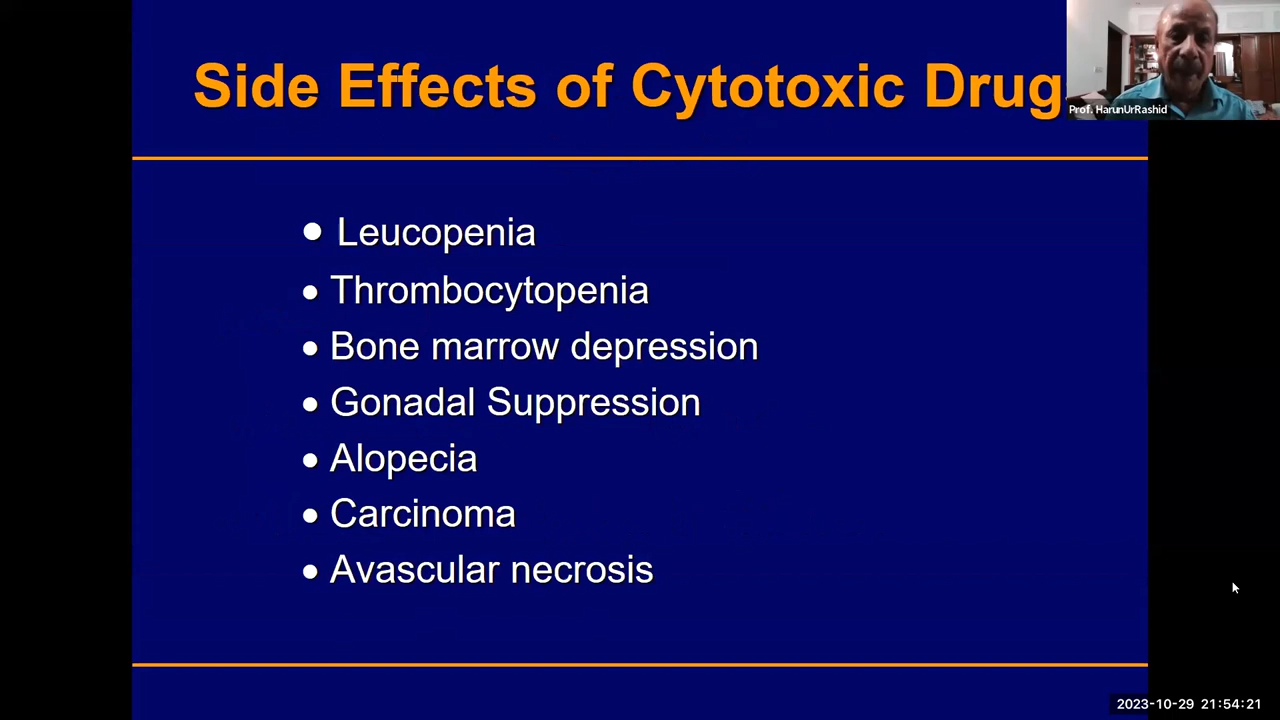 Side Effects of Cytotoxic Drug
Prof. HarunUrRashid
• Leucopenia
• Thrombocytopenia
• Bone marrow depression
• Gonadal Suppression
• Alopecia
• Carcinoma
• Avascular necrosis
2023-10-29 21:54:21